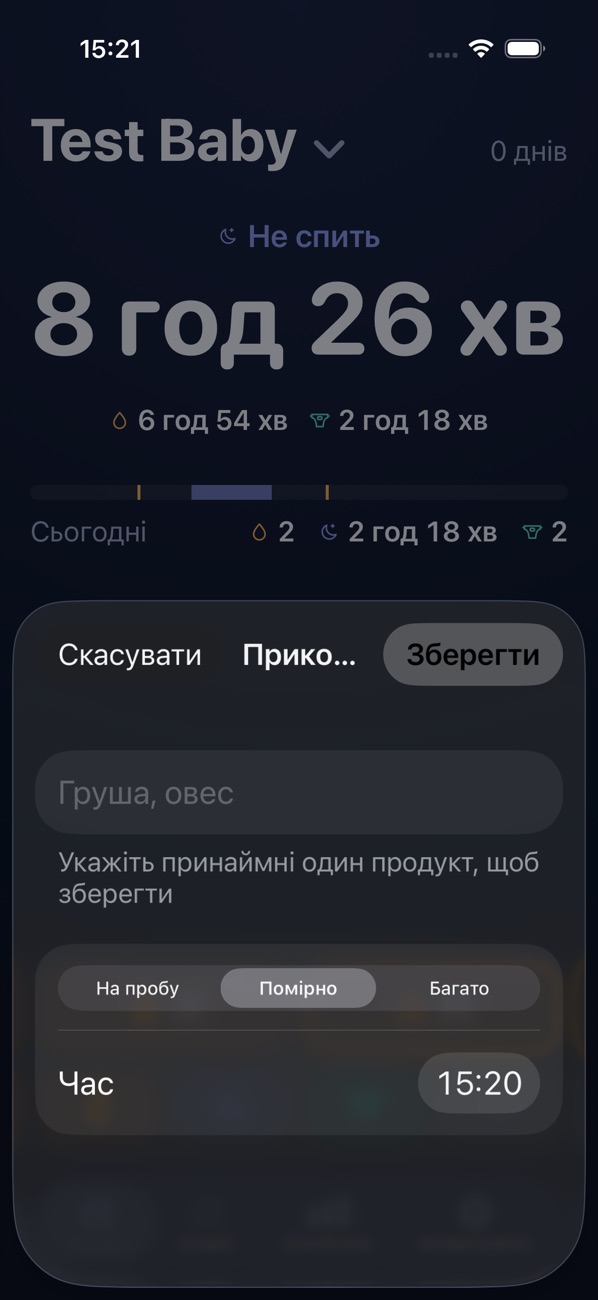 15:21
Test Baby
0 днів
Не спить
8 год 26 хв
6 год 54 хв 2 год 18 хв
Сьогодні 2 2 год 18 хв 2
Скасувати Прико... Зберегти
Груша, овес
Укажіть принаймні один продукт, щоб
зберегти
На пробу Помірно Багато
Час 15:20